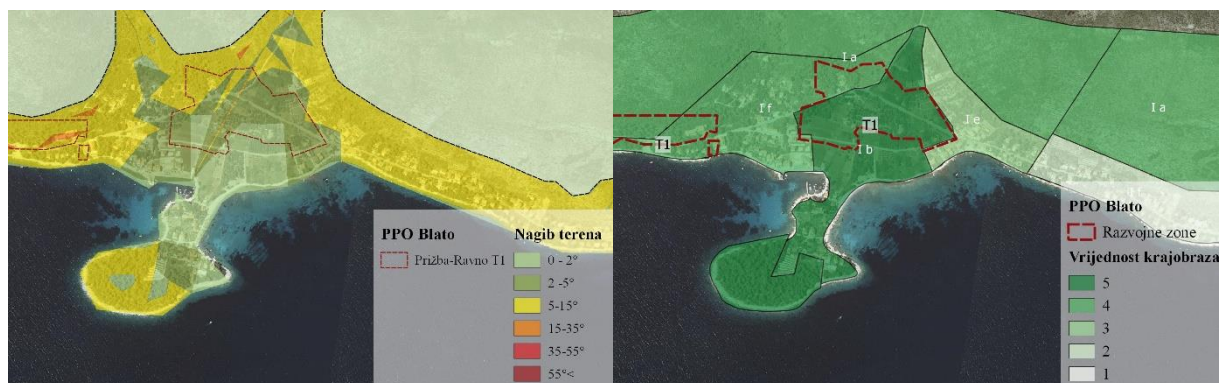 PPO Blato
Nagib terena
Prižba-Ravno T1
0 - 2°
2 -5°
5-15°
15-35°
35-55°
55°<
I a
I f
I e
I a
T1
T1
I b
PPO Blato
Razvojne zone
Vrijednost krajobraza
5
4
3
2
1